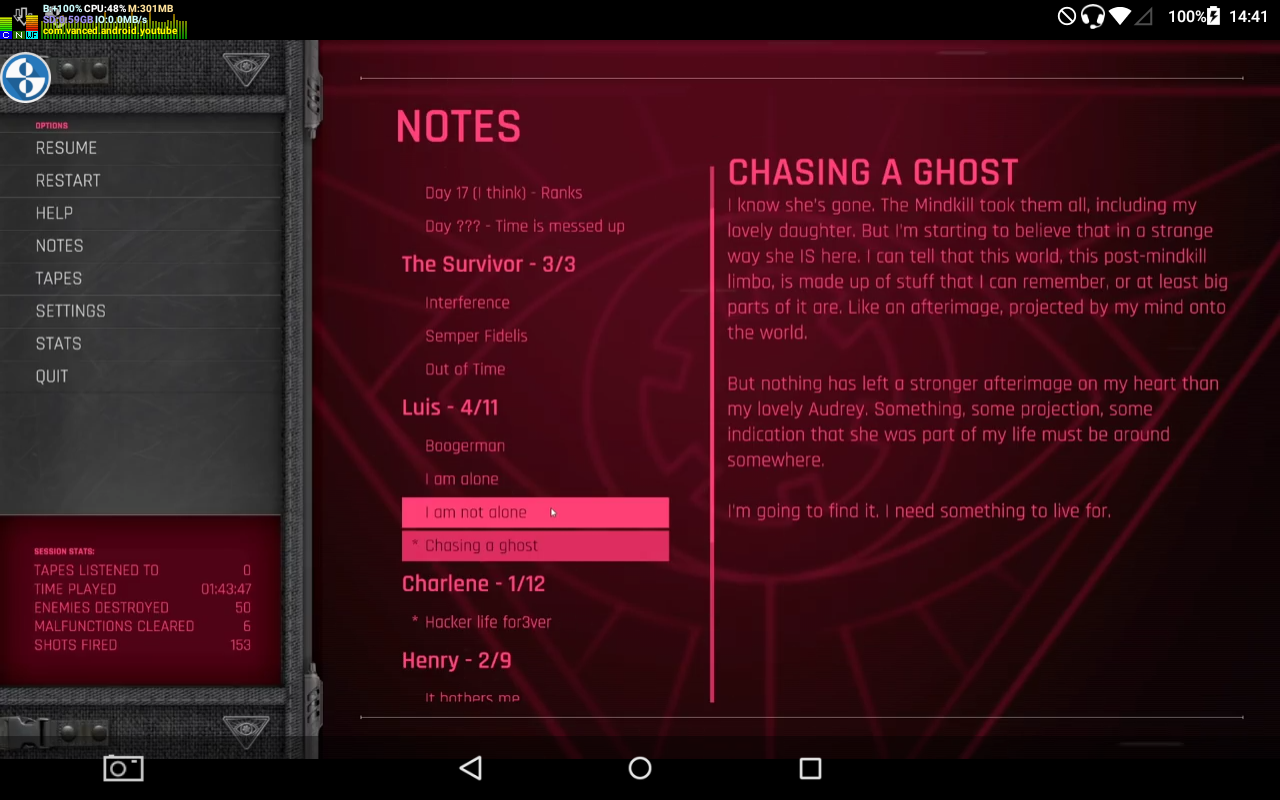 B:+100% CPU:48% M:301MB
SD:0.59GB IO:0.0MB/s
com.vanced.android.youtube
C N WF
100% 14:41
OPTIONS
RESUME
RESTART
HELP
NOTES
TAPES
SETTINGS
STATS
QUIT
SESSION STATS:
TAPES LISTENED TO 0
TIME PLAYED 01:43:47
ENEMIES DESTROYED 50
MALFUNCTIONS CLEARED 6
SHOTS FIRED 153
NOTES
Day 17 (I think) - Ranks
Day ??? - Time is messed up
The Survivor - 3/3
Interference
Semper Fidelis
Out of Time
Luis - 4/11
Boogerman
I am alone
I am not alone
* Chasing a ghost
Charlene - 1/12
* Hacker life for3ver
Henry - 2/9
It bothers me
CHASING A GHOST
I know she's gone. The Mindkill took them all, including my
lovely daughter. But I'm starting to believe that in a strange
way she IS here. I can tell that this world, this post-mindkill
limbo, is made up of stuff that I can remember, or at least big
parts of it are. Like an afterimage, projected by my mind onto
the world.
But nothing has left a stronger afterimage on my heart than
my lovely Audrey. Something, some projection, some
indication that she was part of my life must be around
somewhere.
I'm going to find it. I need something to live for.